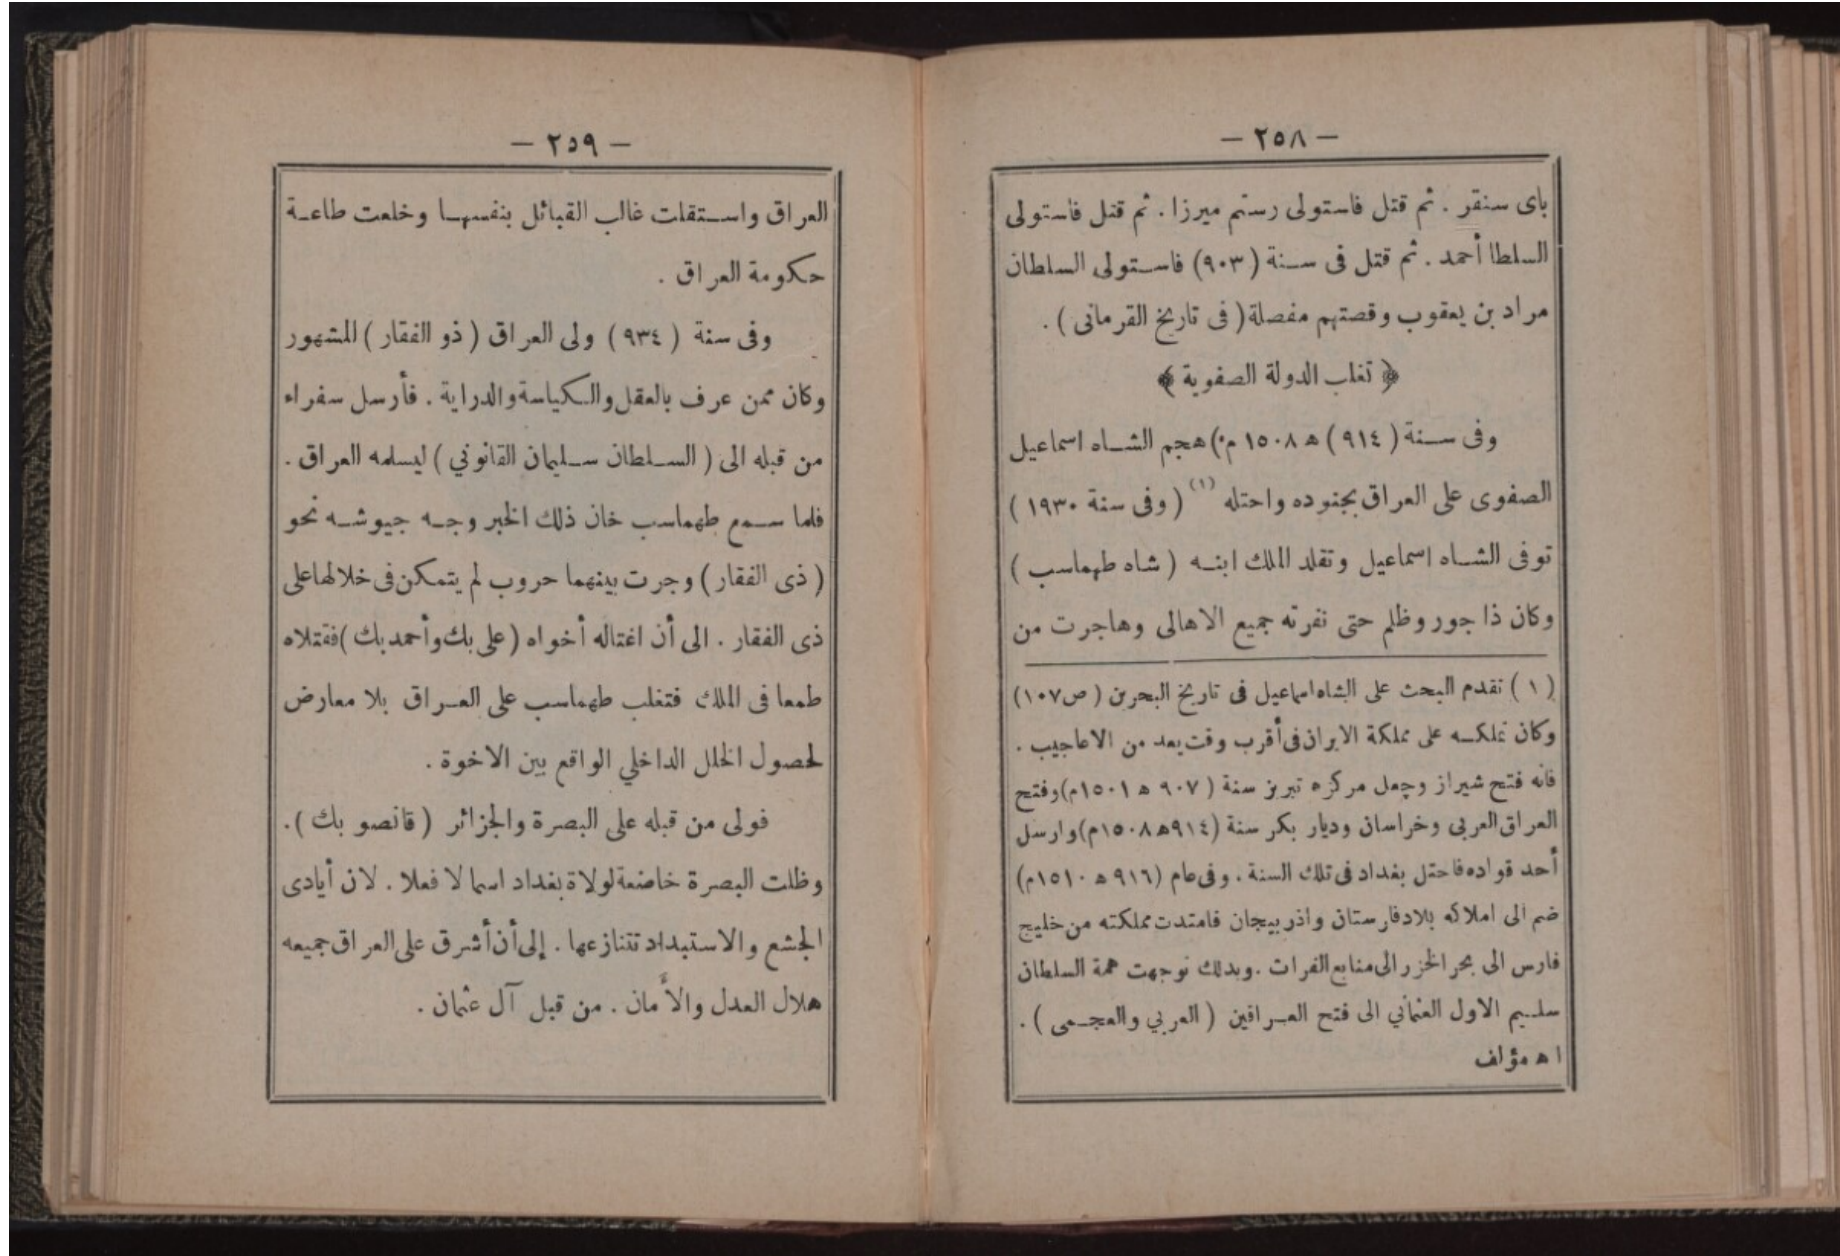 — ٢٥٨ —
باى سنقر . ثم قتل فاستولى رستم ميرزا . ثم قتل فاستولى
السلطا أحمد . ثم قتل فى سنة ( ٩٠٣) فاستولى السلطان
مراد بن يعقوب وقصتهم مفصلة ( فى تاريخ القرمانى ) .
﴿ تغلب الدولة الصفوية ﴾
وفى سنة ( ٩١٤ ) ه ١٥٠٨ م) هجم الشاه اسماعيل
الصفوى على العراق بجنوده واحتله (١) ( وفى سنة ١٩٣٠ )
توفى الشاه اسماعيل وتقلد الملك ابنه ( شاه طهماسب )
وكان ذا جور وظلم حتى نفرته جميع الاهالى وهاجرت من
( ١ ) تقدم البحث على الشاه اسماعيل فى تاريخ البحرين ( ص ١٠٧)
وكان تملكه على مملكة الايران فى أقرب وقت يعد من الاعاجيب .
فانه فتح شيراز وجعل مركزه تبريز سنة ( ٩٠٧ ه ١٥٠١م) وفتح
العراق العربى وخراسان وديار بكر سنة (٩١٤ه ١٥٠٨م) وارسل
أحد قواده فاحتل بغداد فى تلك السنة . وفى عام (٩١٦ ه ١٥١٠م)
ضم الى املاكه بلاد فارستان واذربيجان فامتدت مملكته من خليج
فارس الى بحر الخزر الى منابع الفرات . وبذلك توجهت همة السلطان
سليم الاول العثماني الى فتح العراقين ( العربي والعجمى ) .
ا ه مؤلف
— ٢٥٩ —
العراق واستقلت غالب القبائل بنفسها وخلعت طاعة
حكومة العراق .
وفى سنة ( ٩٣٤ ) ولى العراق ( ذو الفقار ) المشهور
وكان ممن عرف بالعقل والكياسة والدراية . فأرسل سفراء
من قبله الى ( السلطان سليمان القانوني ) ليسلمه العراق .
فلما سمع طهماسب خان ذلك الخبر وجه جيوشه نحو
( ذى الفقار ) وجرت بينهما حروب لم يتمكن فى خلالها على
ذى الفقار . الى أن اغتاله أخواه ( على بك وأحمد بك ) فقتلاه
طمعا فى الملك فتغلب طهماسب على العراق بلا معارض
لحصول الخلل الداخلي الواقع بين الاخوة .
فولى من قبله على البصرة والجزائر ( قانصو بك ) .
وظلت البصرة خاضعة لولاة بغداد اسما لا فعلا . لان أيادى
الجشع والاستبداد تتنازعها . إلى أن أشرق على العراق جميعه
هلال العدل والأمان . من قبل آل عثمان .